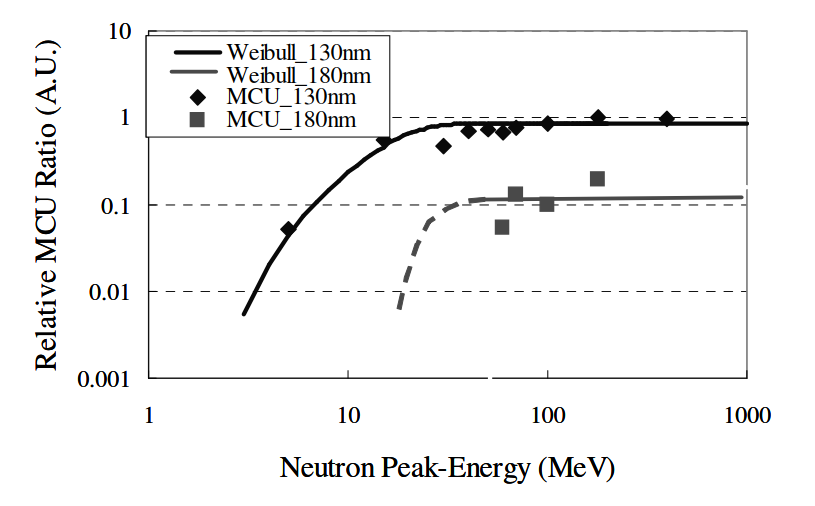 Relative MCU Ratio (A.U.)
10
1
0.1
0.01
0.001
Weibull_130nm
Weibull_180nm
MCU_130nm
MCU_180nm
1
10
100
1000
Neutron Peak-Energy (MeV)